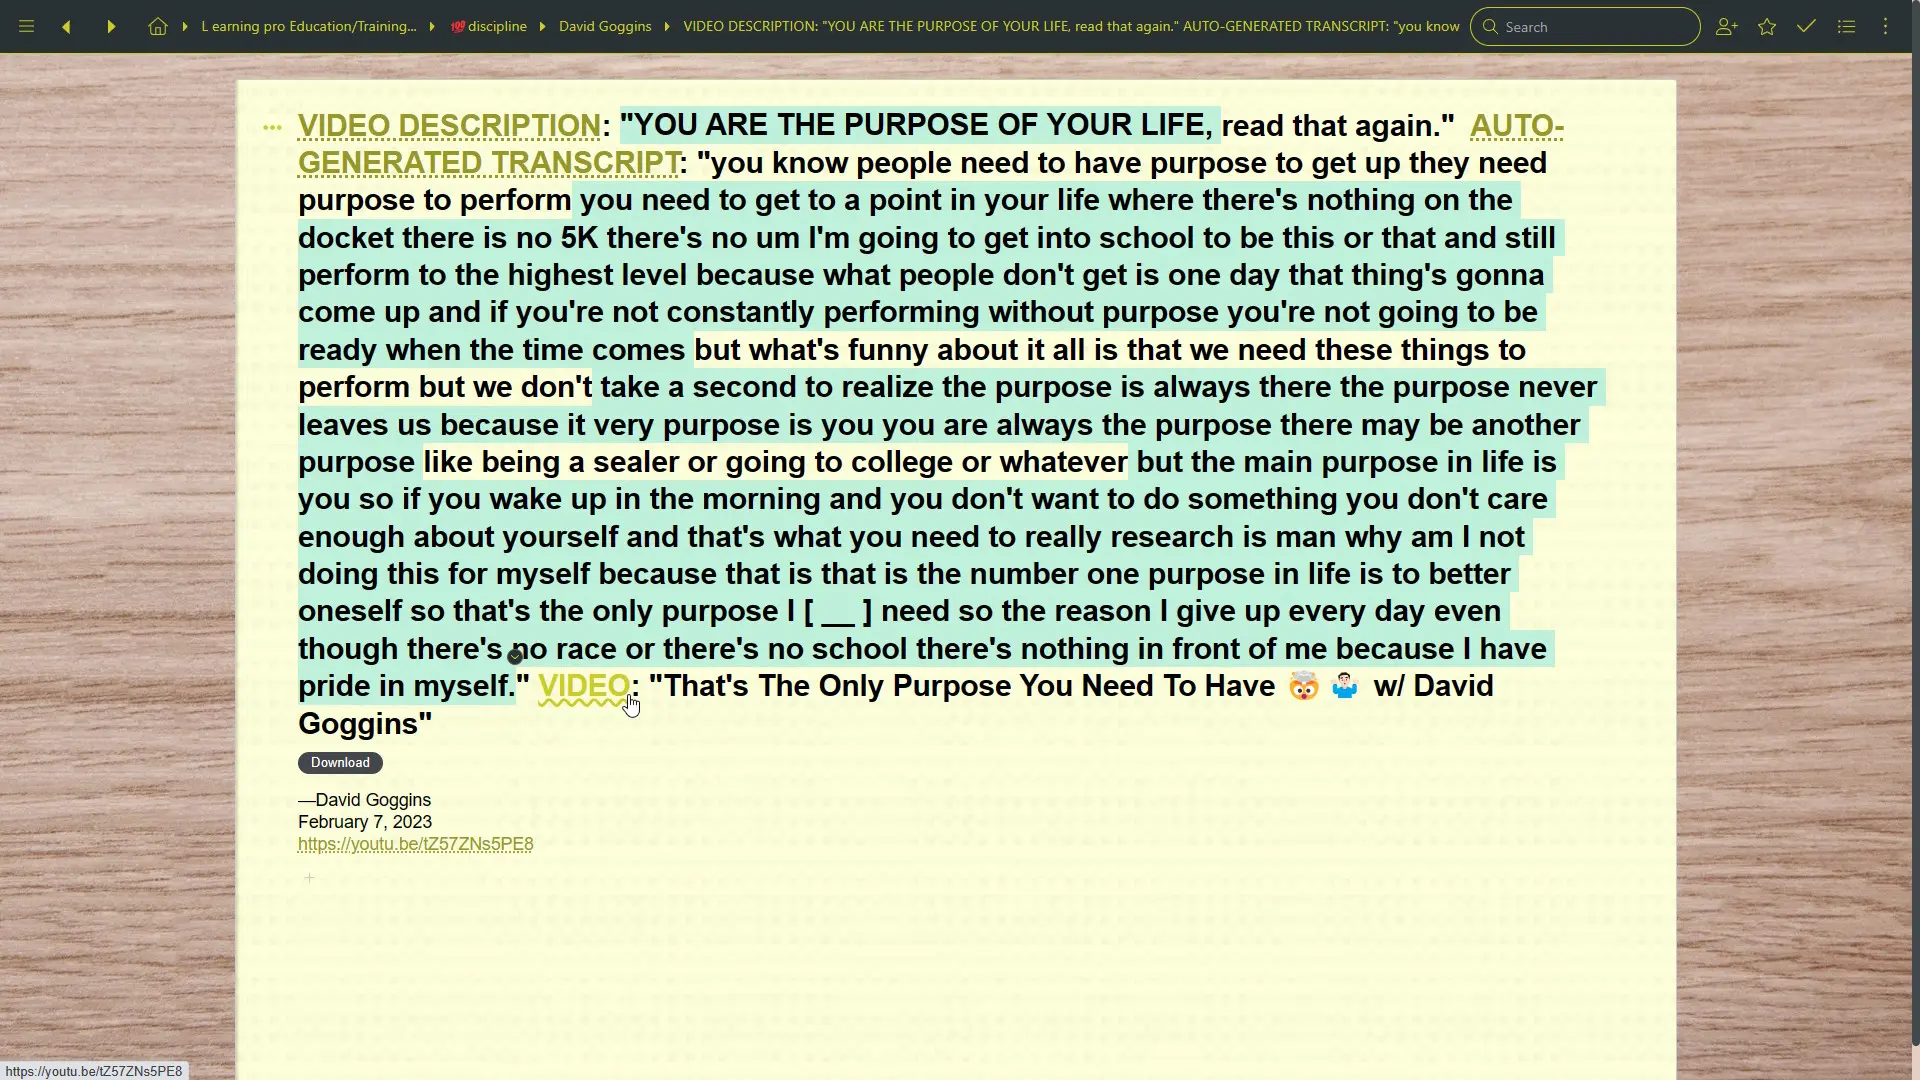 L earning pro Education/Training... 💯 discipline David Goggins VIDEO DESCRIPTION: "YOU ARE THE PURPOSE OF YOUR LIFE, read that again." AUTO-GENERATED TRANSCRIPT: "you know Search
VIDEO DESCRIPTION: "YOU ARE THE PURPOSE OF YOUR LIFE, read that again." AUTO-
GENERATED TRANSCRIPT: "you know people need to have purpose to get up they need
purpose to perform you need to get to a point in your life where there's nothing on the
docket there is no 5K there's no um I'm going to get into school to be this or that and still
perform to the highest level because what people don't get is one day that thing's gonna
come up and if you're not constantly performing without purpose you're not going to be
ready when the time comes but what's funny about it all is that we need these things to
perform but we don't take a second to realize the purpose is always there the purpose never
leaves us because it very purpose is you you are always the purpose there may be another
purpose like being a sealer or going to college or whatever but the main purpose in life is
you so if you wake up in the morning and you don't want to do something you don't care
enough about yourself and that's what you need to really research is man why am I not
doing this for myself because that is that is the number one purpose in life is to better
oneself so that's the only purpose I [ __ ] need so the reason I give up every day even
though there's no race or there's no school there's nothing in front of me because I have
pride in myself." VIDEO: "That's The Only Purpose You Need To Have 🤯 🤷🏻‍♂️ w/ David
Goggins"
Download
—David Goggins
February 7, 2023
https://youtu.be/tZ57ZNs5PE8
https://youtu.be/tZ57ZNs5PE8